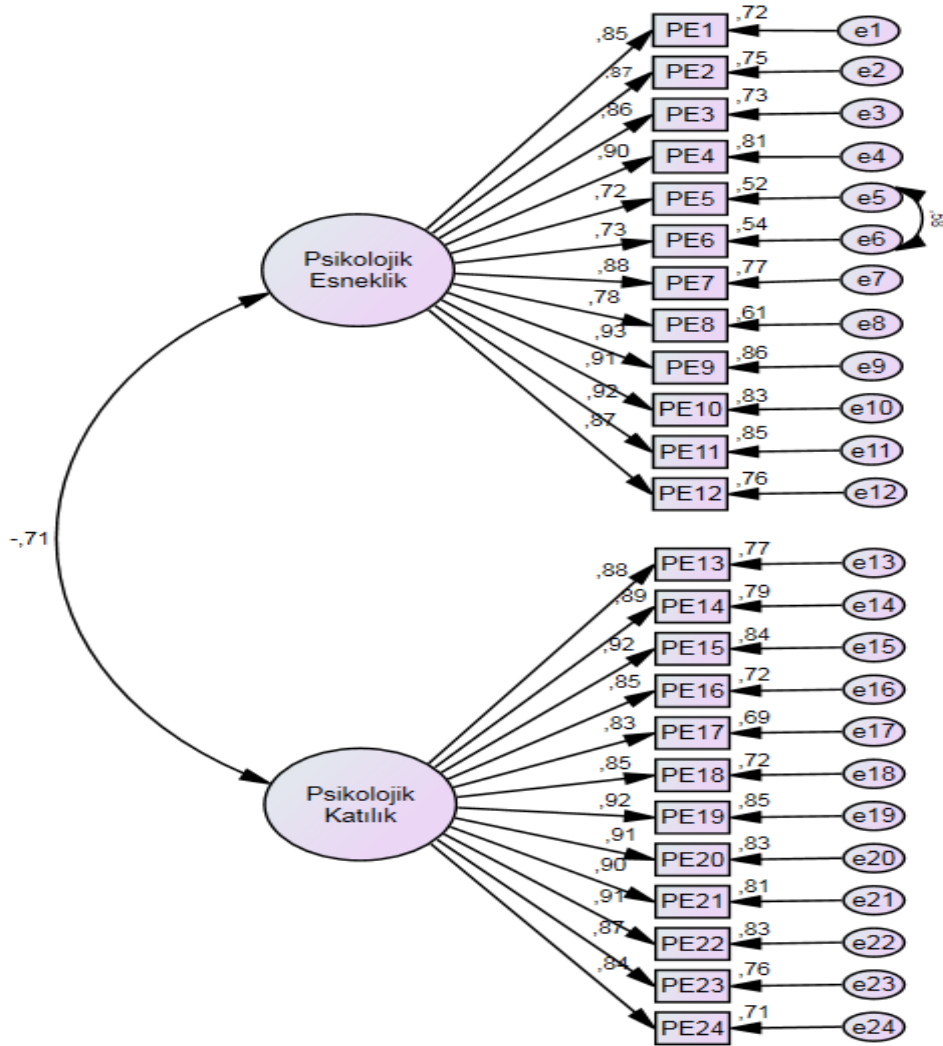 ,85 PE1 ,72 e1
,87 PE2 ,75 e2
,86 PE3 ,73 e3
,90 PE4 ,81 e4
,72 PE5 ,52 e5
,73 PE6 ,54 e6
,88 PE7 ,77 e7
,78 PE8 ,61 e8
,93 PE9 ,86 e9
,91 PE10 ,83 e10
,92 PE11 ,85 e11
,87 PE12 ,76 e12
Psikolojik
Esneklik
-,71
,88 PE13 ,77 e13
,89 PE14 ,79 e14
,92 PE15 ,84 e15
,85 PE16 ,72 e16
,83 PE17 ,69 e17
,85 PE18 ,72 e18
,92 PE19 ,85 e19
,91 PE20 ,83 e20
,90 PE21 ,81 e21
,91 PE22 ,83 e22
,87 PE23 ,76 e23
,84 PE24 ,71 e24
Psikolojik
Katılık